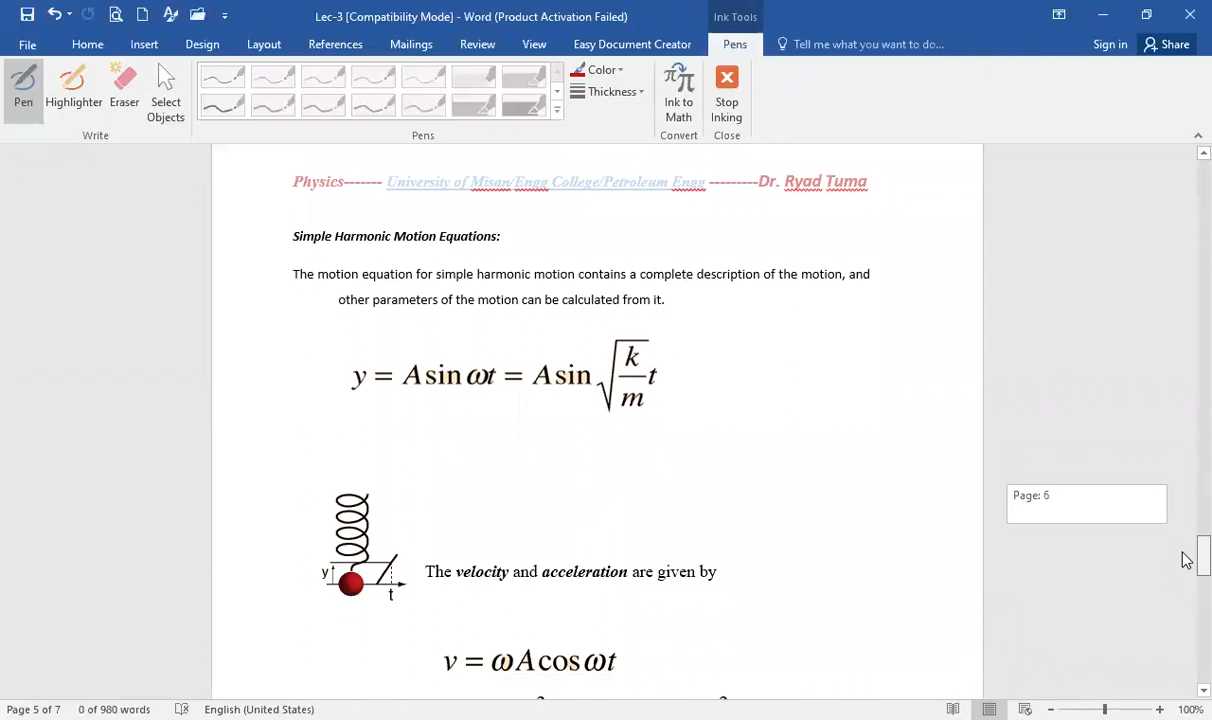 Lec-3 [Compatibility Mode] - Word (Product Activation Failed)
Ink Tools
File Home Insert Design Layout References Mailings Review View Easy Document Creator Pens Tell me what you want to do... Sign in Share
Pen Highlighter Eraser Select Objects
Color
Thickness
Ink to Math
Stop Inking
Write Pens Convert Close
Physics------- University of Misan/Engg College/Petroleum Engg ---------Dr. Ryad Tuma
Simple Harmonic Motion Equations:
The motion equation for simple harmonic motion contains a complete description of the motion, and
other parameters of the motion can be calculated from it.
y = A sin ωt = A sin √(k/m) t
Page: 6
y
t
The velocity and acceleration are given by
v = ωA cos ωt
Page 5 of 7 0 of 980 words English (United States) 100%